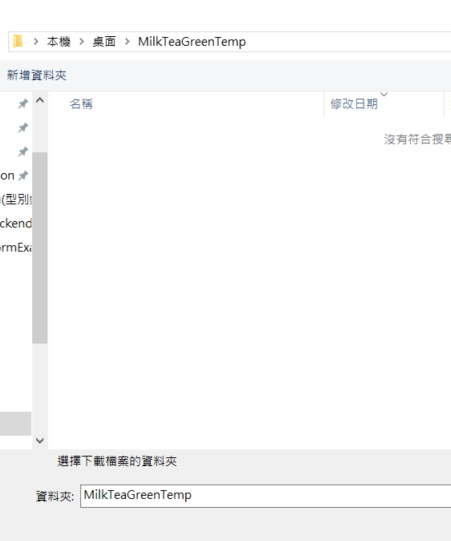 本機 > 桌面 > MilkTeaGreenTemp
新增資料夾
名稱 修改日期
沒有符合搜尋
on
(型別
ckend
rmExa
選擇下載檔案的資料夾
資料夾: MilkTeaGreenTemp